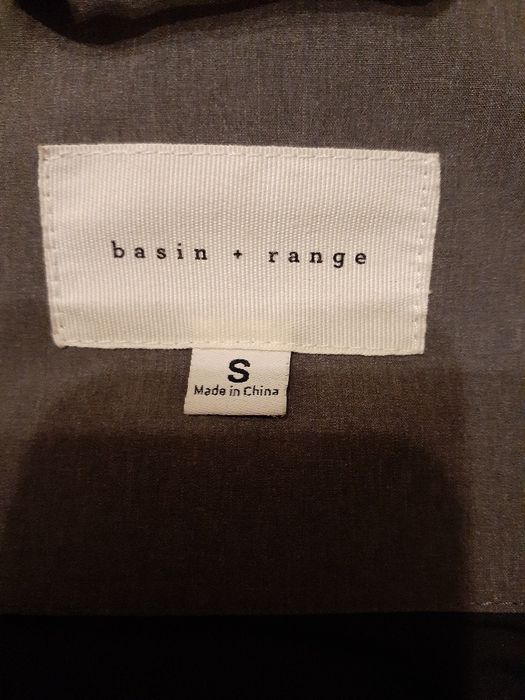 basin + range
S
Made in China